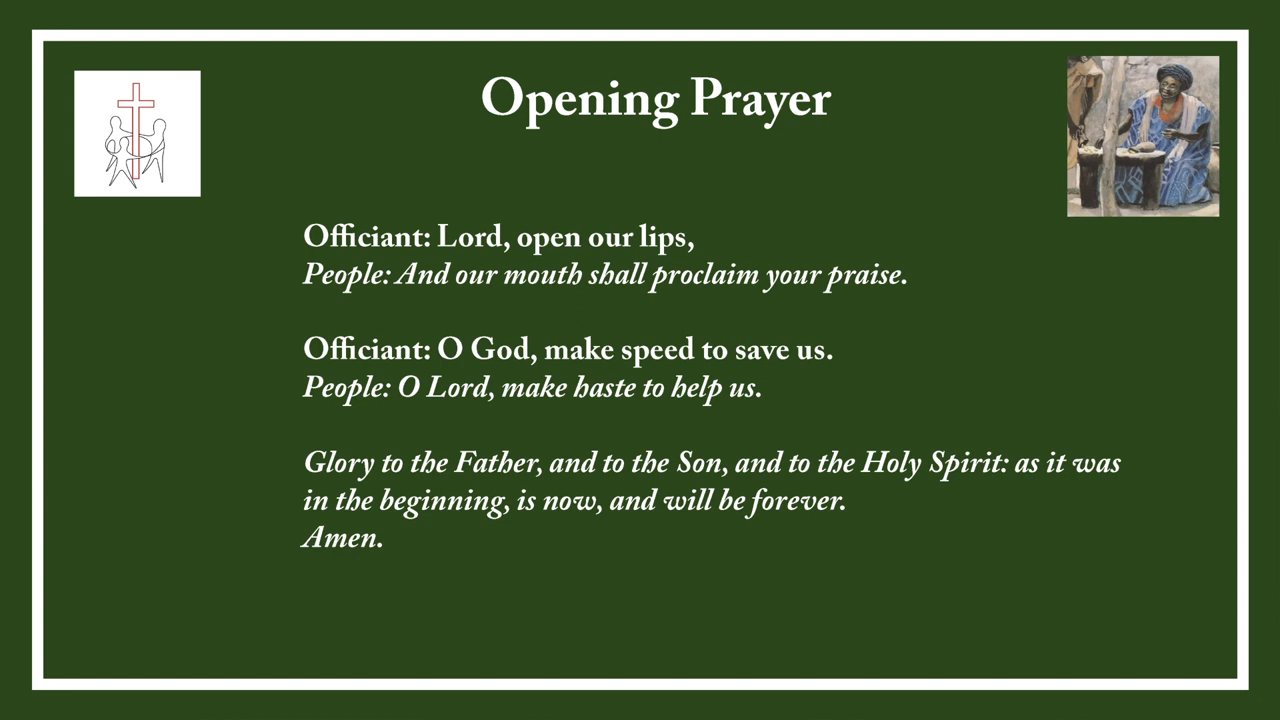 Opening Prayer
Officiant: Lord, open our lips,
People: And our mouth shall proclaim your praise.
Officiant: O God, make speed to save us.
People: O Lord, make haste to help us.
Glory to the Father, and to the Son, and to the Holy Spirit: as it was
in the beginning, is now, and will be forever.
Amen.